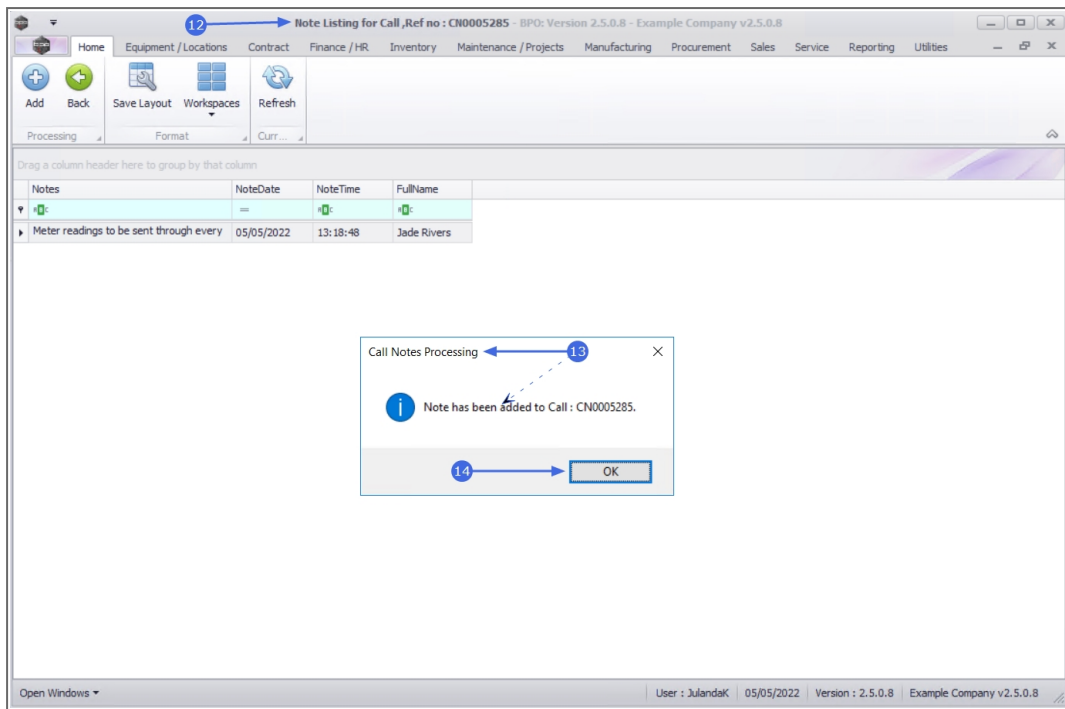 12
Note Listing for Call ,Ref no : CN0005285 - BPO: Version 2.5.0.8 - Example Company v2.5.0.8
Home Equipment / Locations Contract Finance / HR Inventory Maintenance / Projects Manufacturing Procurement Sales Service Reporting Utilities
Add Back Save Layout Workspaces Refresh
Processing Format Curr...
Drag a column header here to group by that column
Notes NoteDate NoteTime FullName
=
Meter readings to be sent through every 05/05/2022 13:18:48 Jade Rivers
Call Notes Processing 13
Note has been added to Call : CN0005285.
14 OK
Open Windows User : JulandaK 05/05/2022 Version : 2.5.0.8 Example Company v2.5.0.8